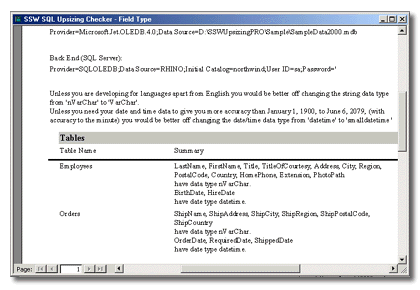 SSW SQL Upsizing Checker - Field Type
Provider=Microsoft.Jet.OLEDB.4.0;Data Source=D:\SSWUpsizingPRO\Sample\SampleData2000.mdb
Back End (SQL Server):
Provider=SQLOLEDB;Data Source=RHINO;Initial Catalog=northwind;User ID=sa;Password='
Unless you are developing for languages apart from English you would be better off changing the string data type
from 'nVarChar' to 'VarChar'.
Unless you need your date and time data to give you more accuracy than January 1, 1900, to June 6, 2079, (with
accuracy to the minute) you would be better off changing the date/time data type from 'datetime' to 'smalldatetime'
Tables
Table Name Summary
Employees LastName, FirstName, Title, TitleOfCourtesy, Address, City, Region,
PostalCode, Country, HomePhone, Extension, PhotoPath
have data type nVarChar.
BirthDate, HireDate
have data type datetime.
Orders ShipName, ShipAddress, ShipCity, ShipRegion, ShipPostalCode,
ShipCountry
have data type nVarChar.
OrderDate, RequiredDate, ShippedDate
have data type datetime.
Page: 1